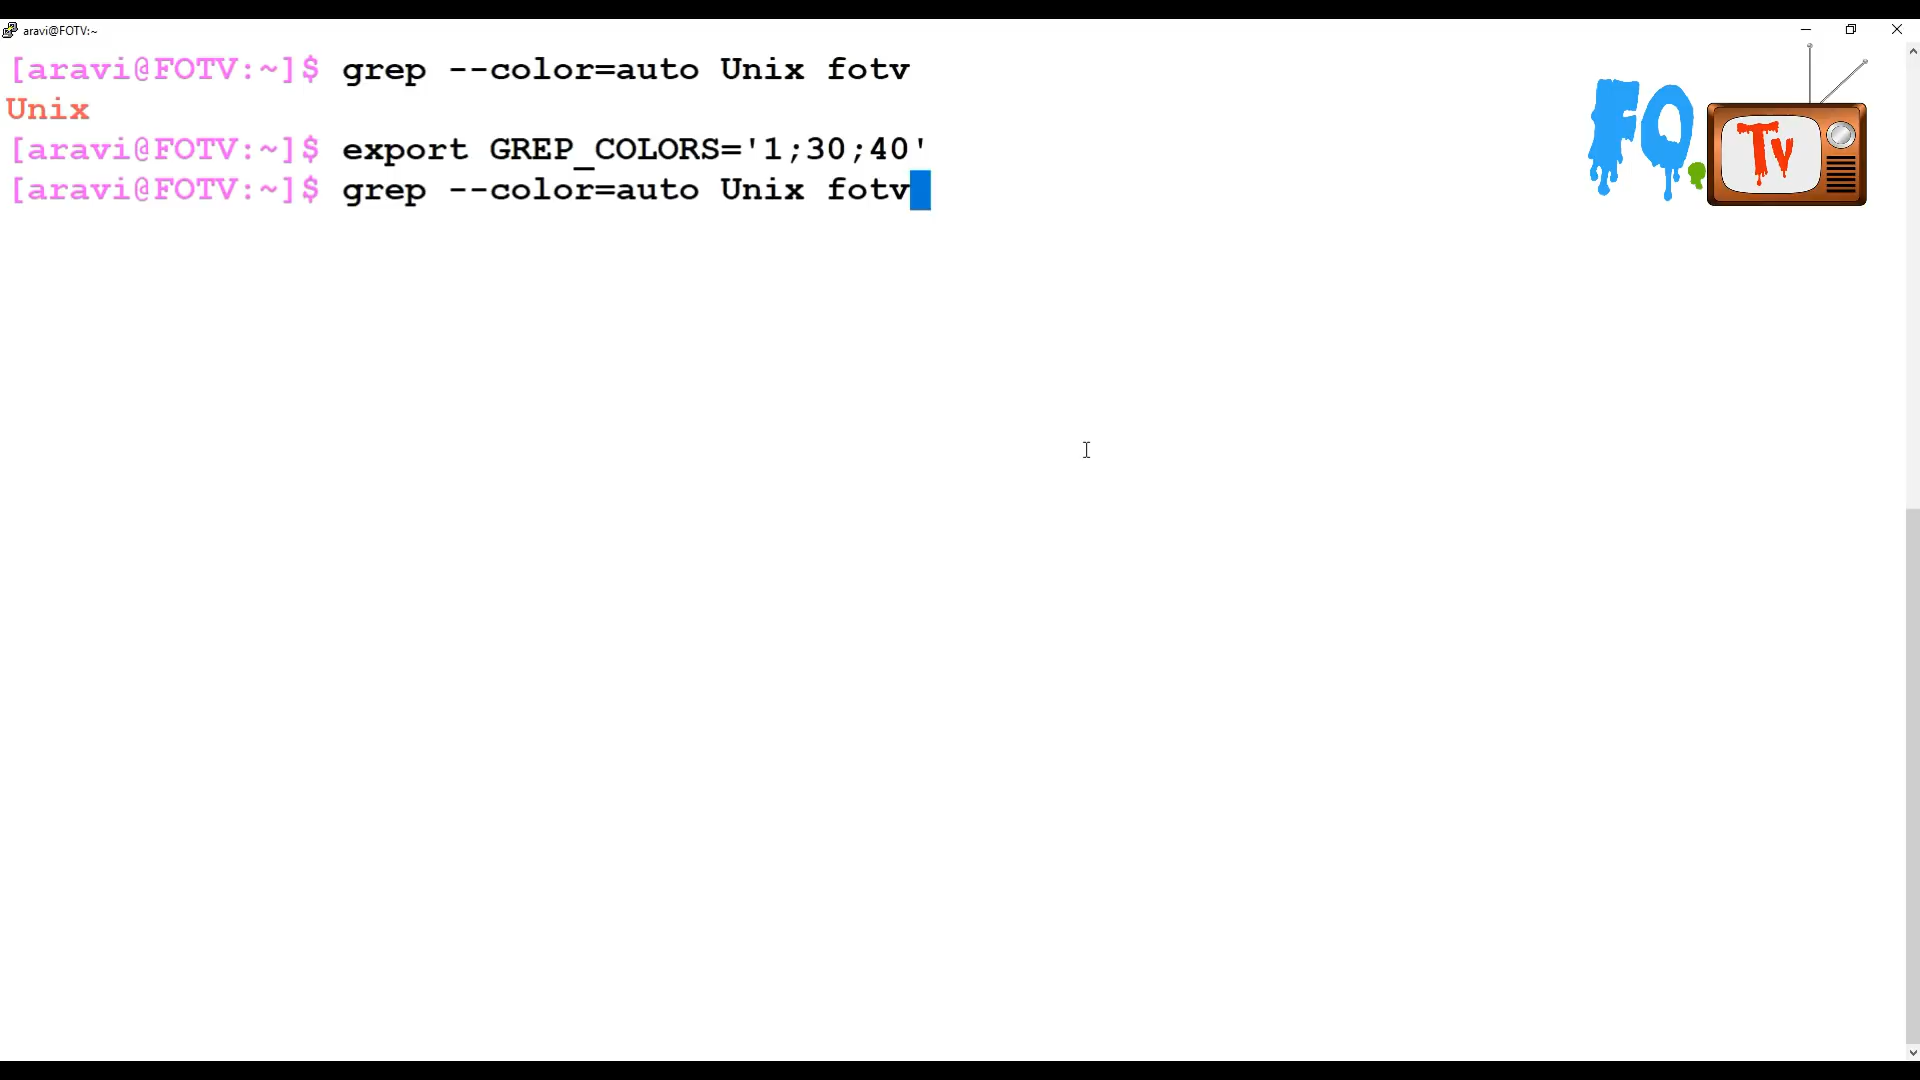 aravi@FOTV:~
[aravi@FOTV:~]$ grep --color=auto Unix fotv
Unix
[aravi@FOTV:~]$ export GREP_COLORS='1;30;40'
[aravi@FOTV:~]$ grep --color=auto Unix fotv
FO.
Tv